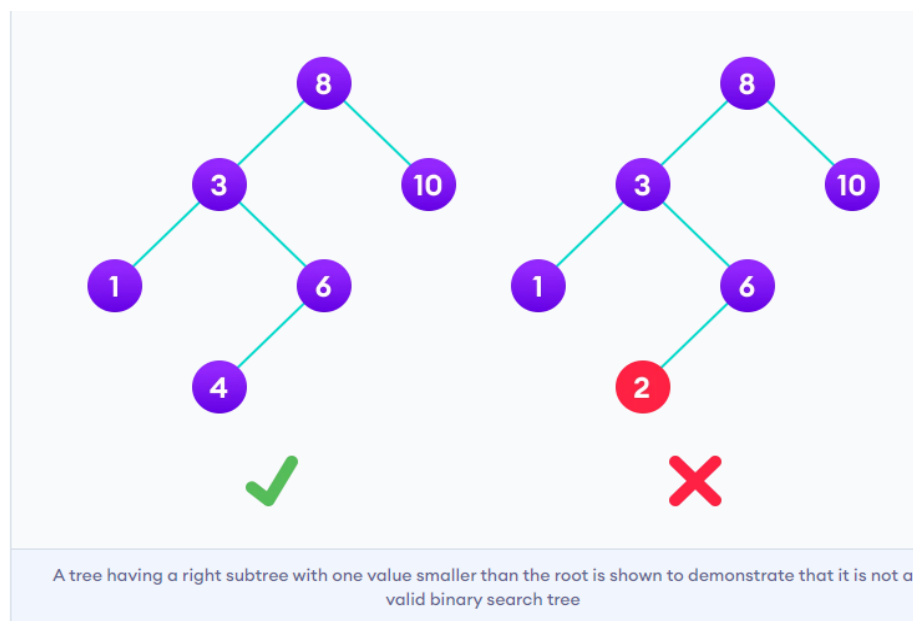 8 8
3 10 3 10
1 6 1 6
4 2
A tree having a right subtree with one value smaller than the root is shown to demonstrate that it is not a
valid binary search tree